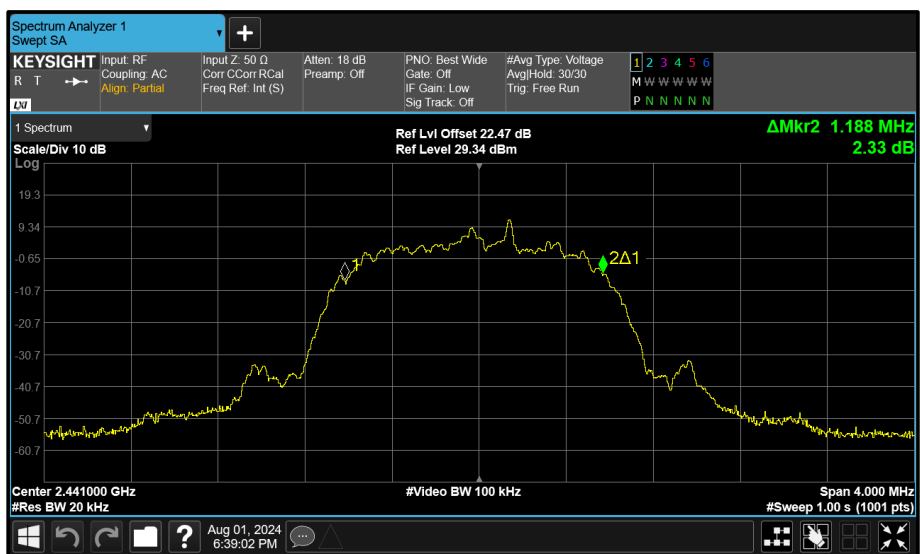 Spectrum Analyzer 1
Swept SA
+
KEYSIGHT
R T
LXI
Input: RF
Coupling: AC
Align: Partial
Input Z: 50 Ω
Corr CCorr RCal
Freq Ref: Int (S)
Atten: 18 dB
Preamp: Off
PNO: Best Wide
Gate: Off
IF Gain: Low
Sig Track: Off
#Avg Type: Voltage
Avg|Hold: 30/30
Trig: Free Run
1 2 3 4 5 6
M W W W W W
P N N N N N
1 Spectrum
Scale/Div 10 dB
Ref Lvl Offset 22.47 dB
Ref Level 29.34 dBm
ΔMkr2 1.188 MHz
2.33 dB
Log
19.3
9.34
-0.65
-10.7
-20.7
-30.7
-40.7
-50.7
-60.7
1
2Δ1
Center 2.441000 GHz
#Res BW 20 kHz
#Video BW 100 kHz
Span 4.000 MHz
#Sweep 1.00 s (1001 pts)
?
Aug 01, 2024
6:39:02 PM